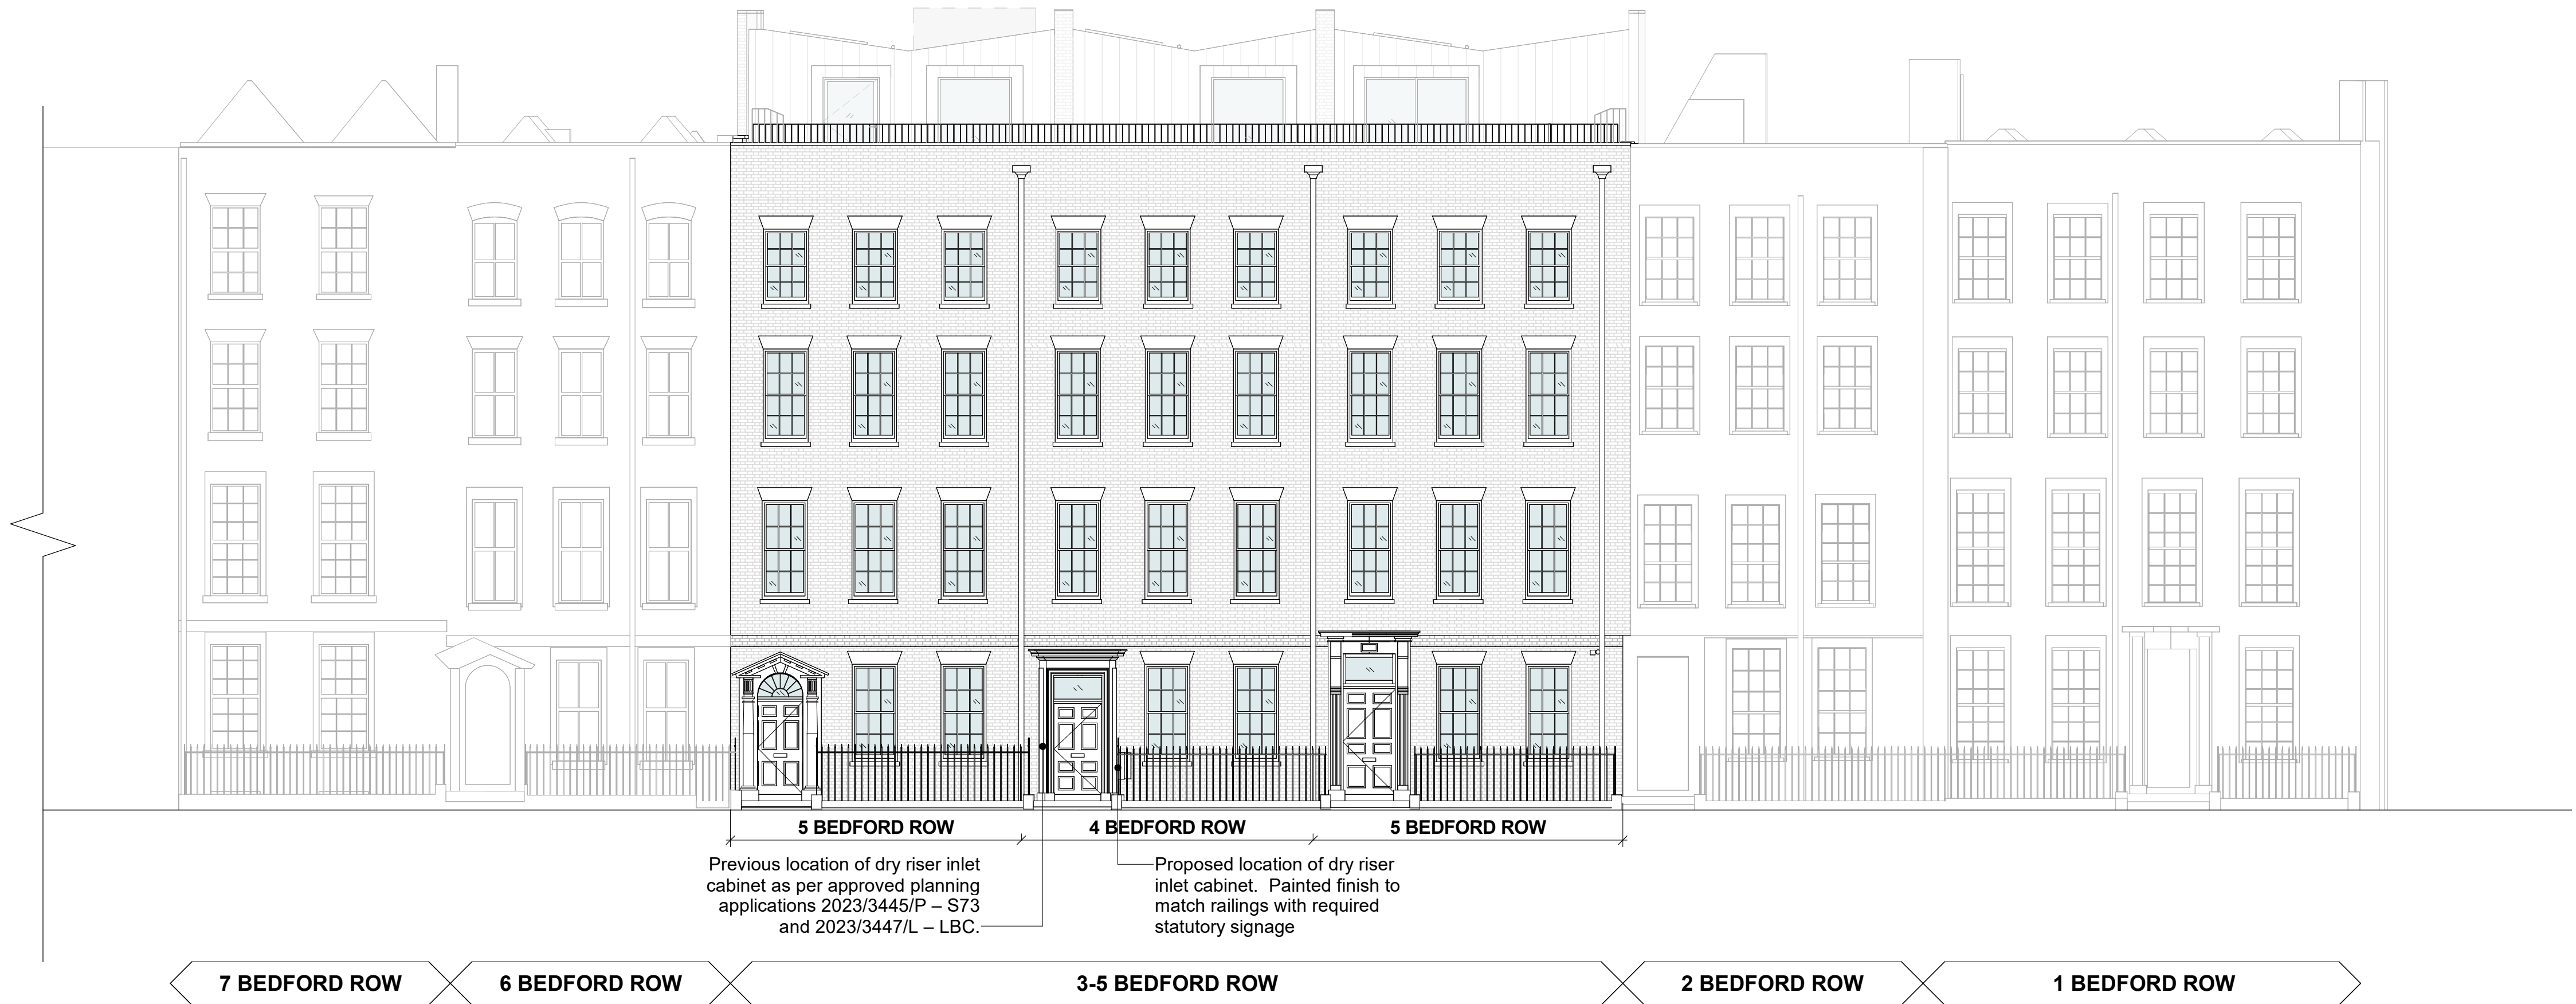 5 BEDFORD ROW
4 BEDFORD ROW
5 BEDFORD ROW
Previous location of dry riser inlet
cabinet as per approved planning
applications 2023/3445/P – S73
and 2023/3447/L – LBC.
Proposed location of dry riser
inlet cabinet.  Painted finish to
match railings with required
statutory signage
7 BEDFORD ROW
6 BEDFORD ROW
3-5 BEDFORD ROW
2 BEDFORD ROW
1 BEDFORD ROW